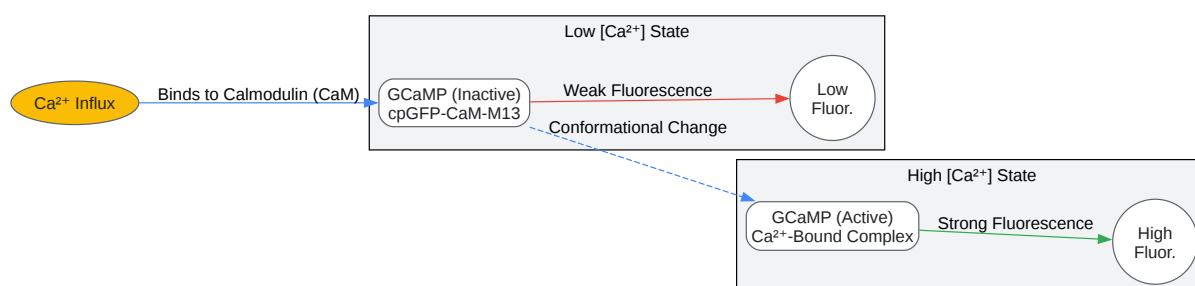 Low [Ca²⁺] State
Ca²⁺ Influx
Binds to Calmodulin (CaM)
GCaMP (Inactive)
cpGFP-CaM-M13
Weak Fluorescence
Low
Fluor.
Conformational Change
High [Ca²⁺] State
GCaMP (Active)
Ca²⁺-Bound Complex
Strong Fluorescence
High
Fluor.